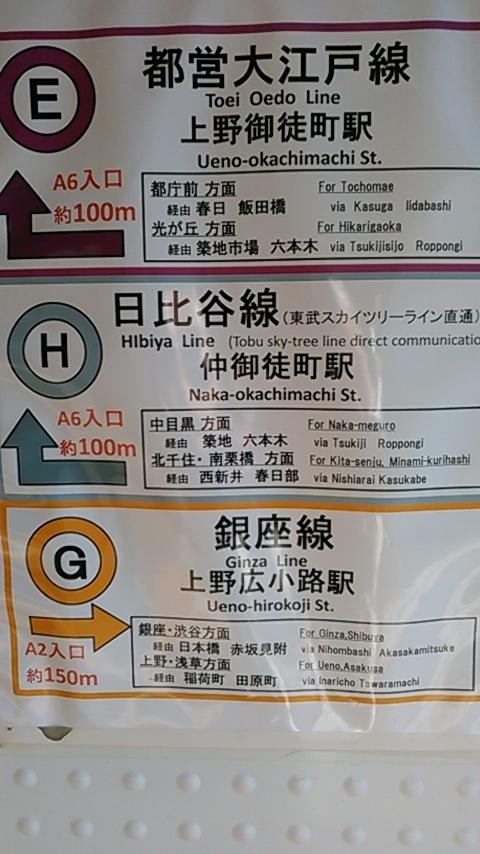 E
都営大江戸線
Toei Oedo Line
上野御徒町駅
Ueno-okachimachi St.
A6入口
約100m
都庁前 方面 For Tochomae
経由 春日 飯田橋 via Kasuga Iidabashi
光が丘 方面 For Hikarigaoka
経由 築地市場 六本木 via Tsukijisijo Roppongi
H
日比谷線(東武スカイツリーライン直通)
HIbiya Line (Tobu sky-tree line direct communicatio
仲御徒町駅
Naka-okachimachi St.
A6入口
約100m
中目黒 方面 For Naka-meguro
経由 築地 六本木 via Tsukiji Roppongi
北千住・南栗橋 方面 For Kita-senju, Minami-kurihashi
経由 西新井 春日部 via Nishiarai Kasukabe
G
銀座線
Ginza Line
上野広小路駅
Ueno-hirokoji St.
A2入口
約150m
銀座・渋谷方面 For Ginza,Shibuya
経由 日本橋 赤坂見附 via Nihombashi Akasakamitsuke
上野・浅草方面 For Ueno,Asakusa
経由 稲荷町 田原町 via Inaricho Tawaramachi